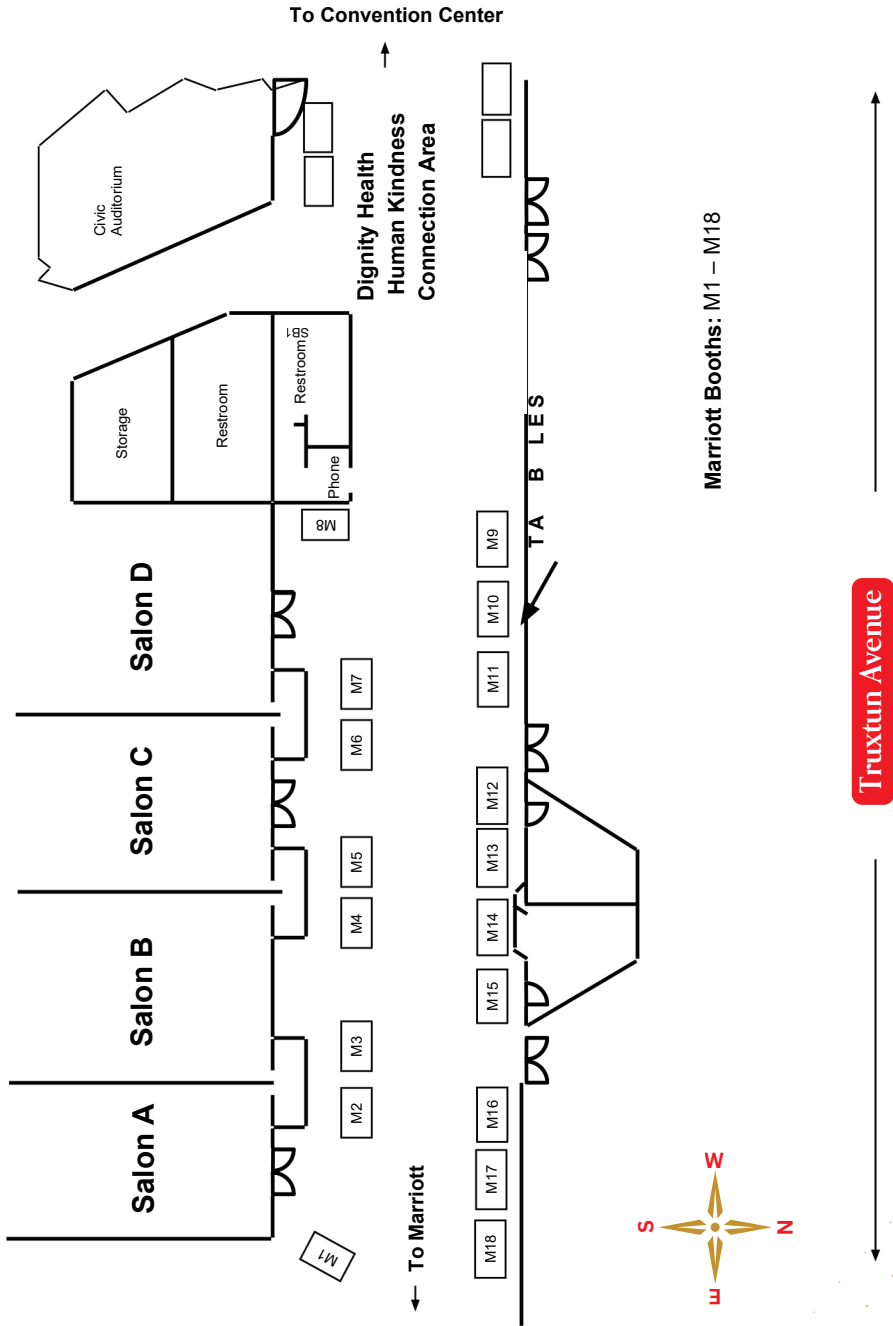 To Convention Center
Civic
Auditorium
Dignity Health
Human Kindness
Connection Area
Storage
Restroom
Restroom
SB1
Phone
Salon D
Salon C
Salon B
Salon A
M8
M7
M6
M5
M4
M3
M2
M1
To Marriott
M9
M10
M11
M12
M13
M14
M15
M16
M17
M18
TA B LES
Marriott Booths: M1 – M18
Truxtun Avenue
S
W
E
N